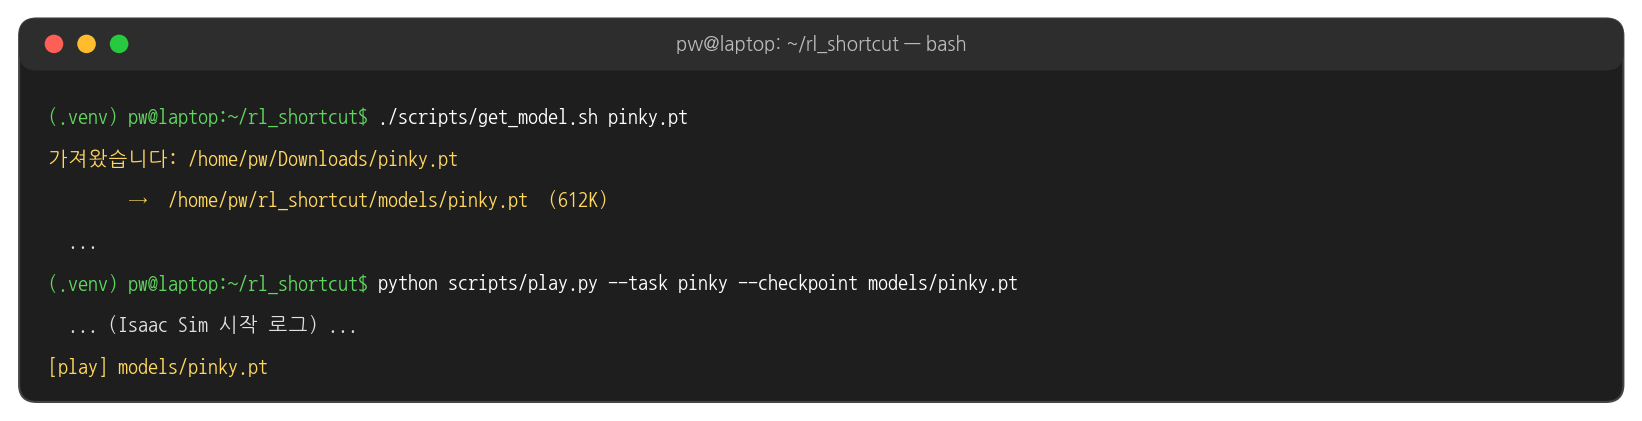 pw@laptop: ~/rl_shortcut — bash
(.venv) pw@laptop:~/rl_shortcut$ ./scripts/get_model.sh pinky.pt
가져왔습니다: /home/pw/Downloads/pinky.pt
→ /home/pw/rl_shortcut/models/pinky.pt (612K)
...
(.venv) pw@laptop:~/rl_shortcut$ python scripts/play.py --task pinky --checkpoint models/pinky.pt
... (Isaac Sim 시작 로그) ...
[play] models/pinky.pt